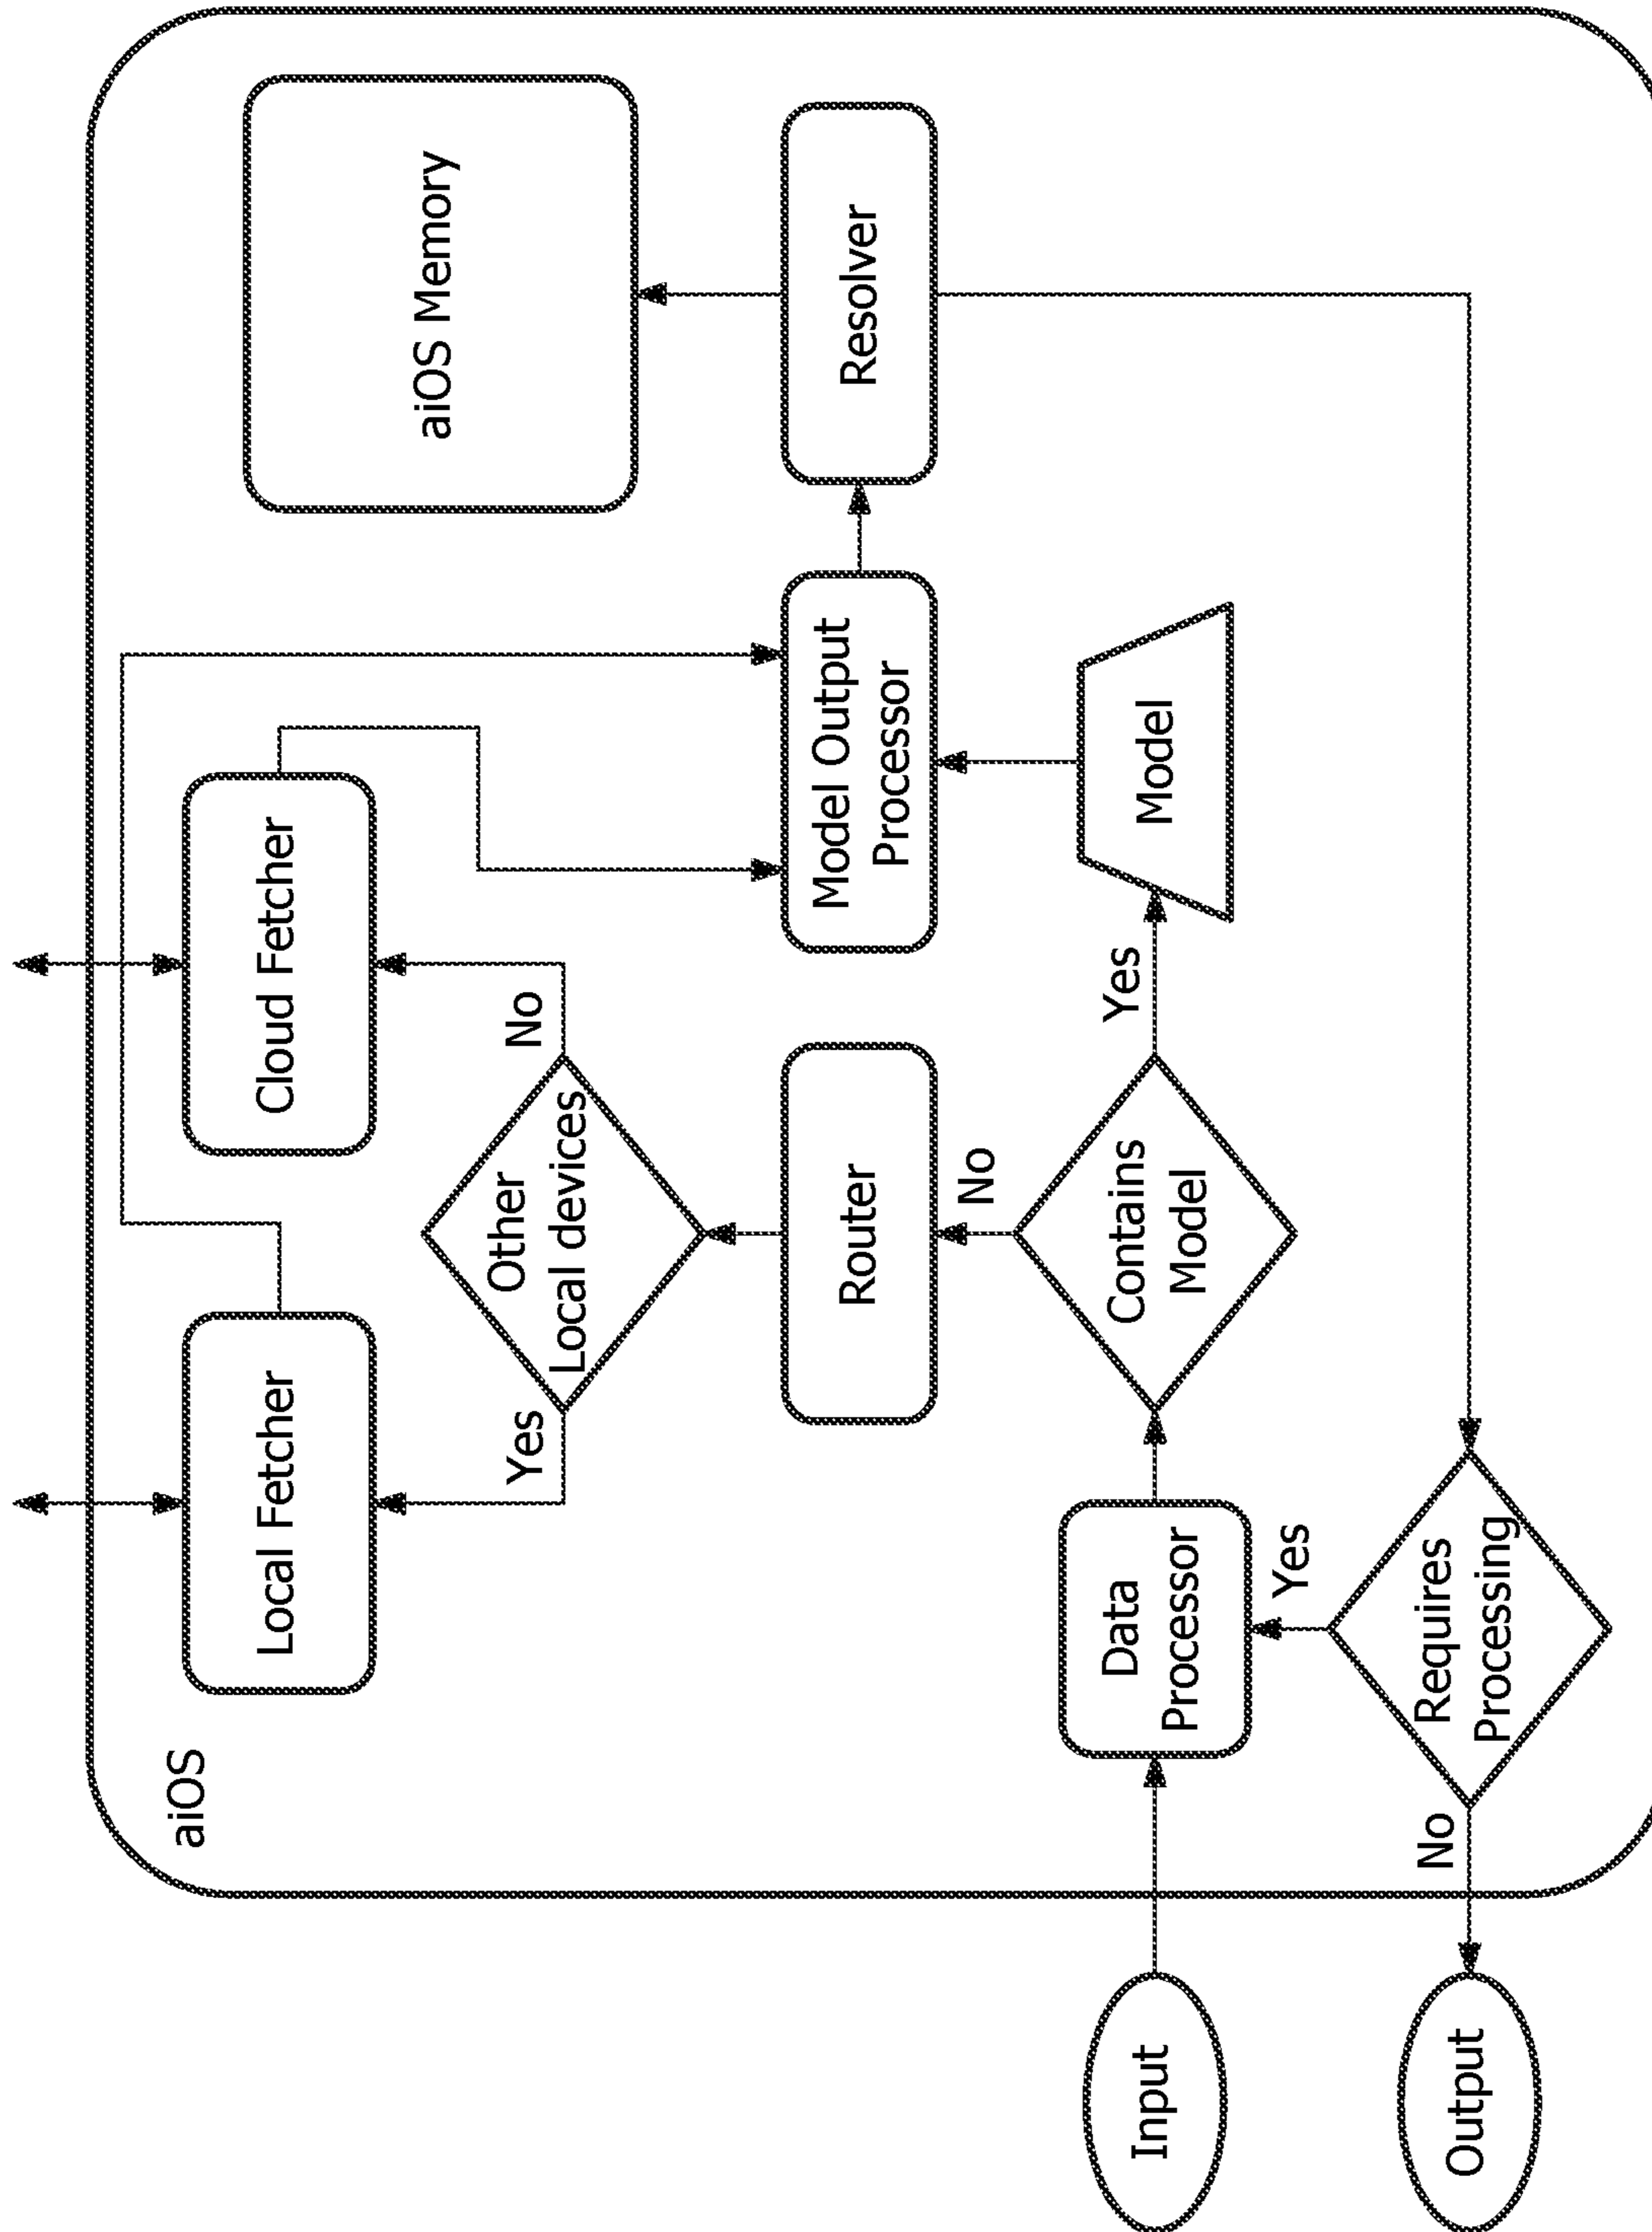 aiOS
Local Fetcher
Cloud Fetcher
aiOS Memory
Yes
Other
Local devices
No
Router
Model Output
Processor
Resolver
No
Input
Data
Processor
Contains
Model
Yes
Model
Yes
Output
No
Requires
Processing